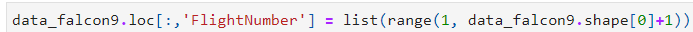 data_falcon9.loc[:,'FlightNumber'] = list(range(1, data_falcon9.shape[0]+1))